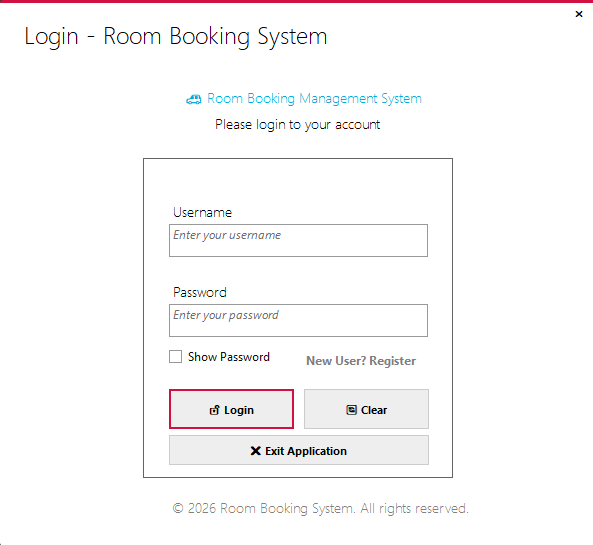 Login - Room Booking System
Room Booking Management System
Please login to your account
Username
Enter your username
Password
Enter your password
Show Password
New User? Register
Login
Clear
Exit Application
© 2026 Room Booking System. All rights reserved.